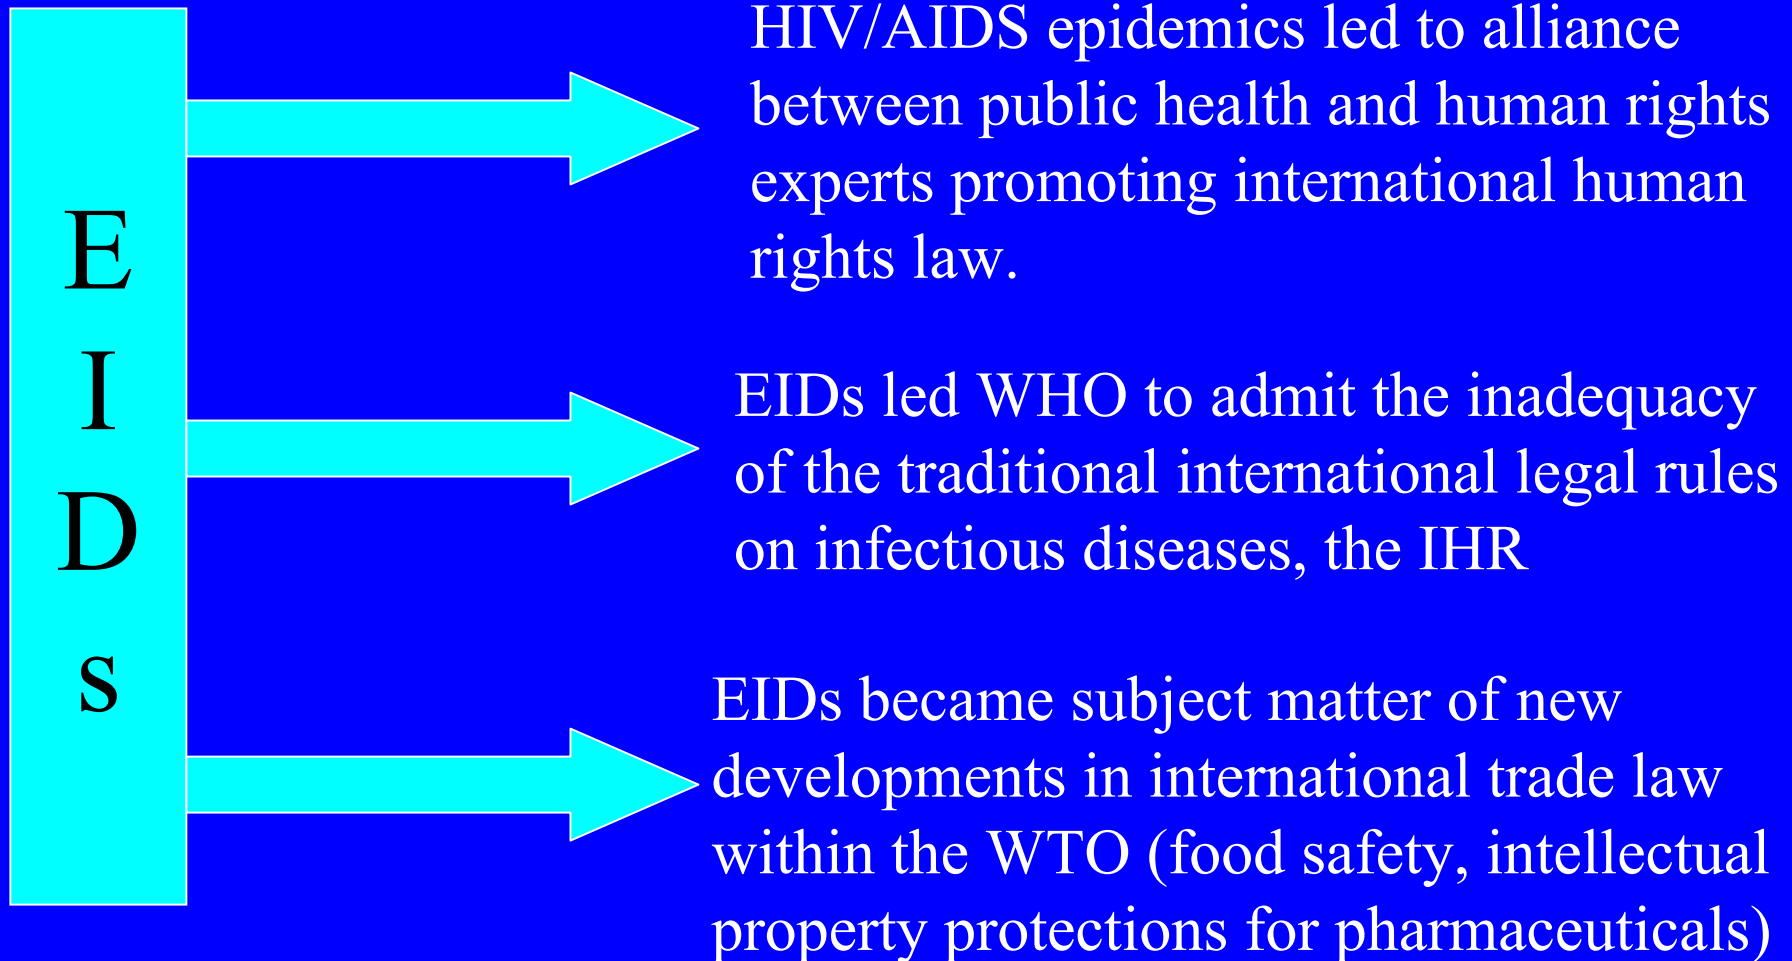 E
I
D
s
HIV/AIDS epidemics led to alliance
between public health and human rights
experts promoting international human
rights law.
EIDs led WHO to admit the inadequacy
of the traditional international legal rules
on infectious diseases, the IHR
EIDs became subject matter of new
developments in international trade law
within the WTO (food safety, intellectual
property protections for pharmaceuticals)